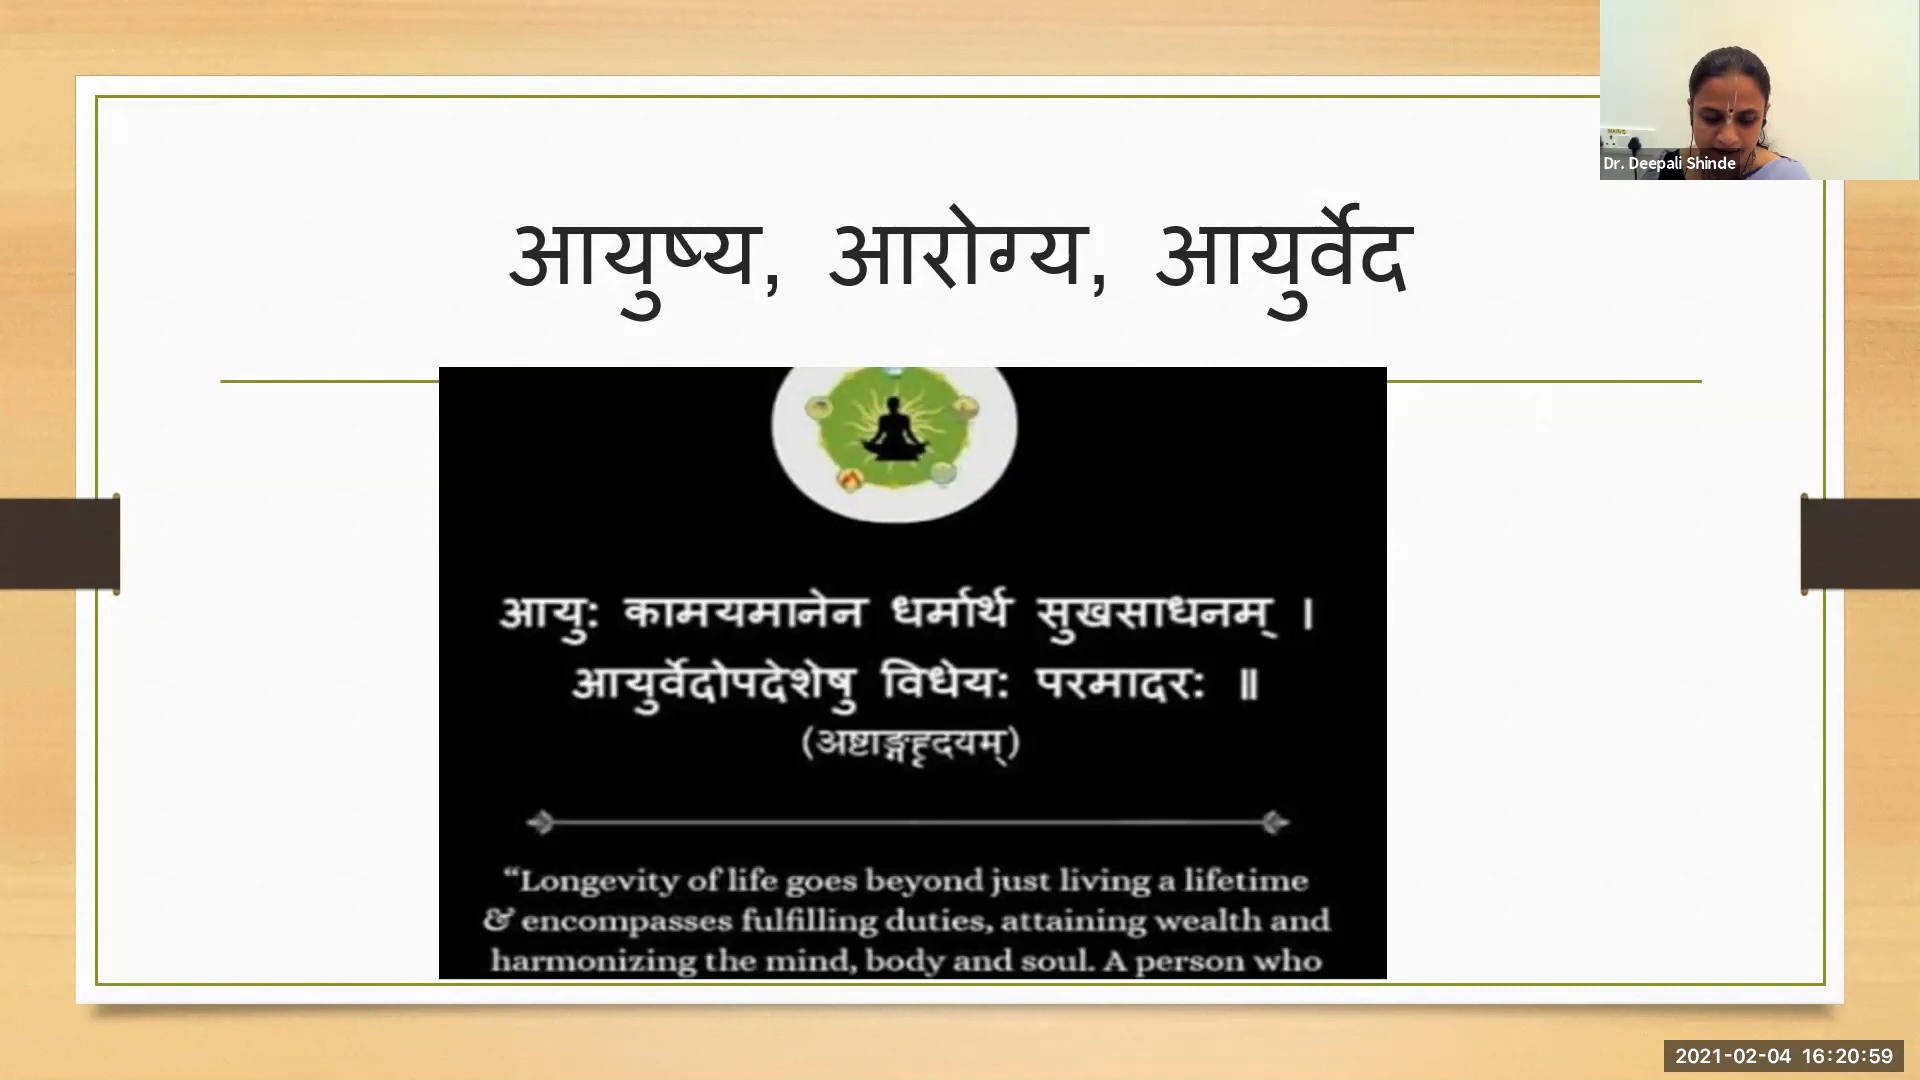 Dr. Deepali Shinde
आयुष्य, आरोग्य, आयुर्वेद
आयु: कामयमानेन धर्मार्थ सुखसाधनम् ।
आयुर्वेदोपदेशेषु विधेय: परमादर: ॥
(अष्टाङ्गहृदयम्)
“Longevity of life goes beyond just living a lifetime
& encompasses fulfilling duties, attaining wealth and
harmonizing the mind, body and soul. A person who
2021-02-04 16:20:59